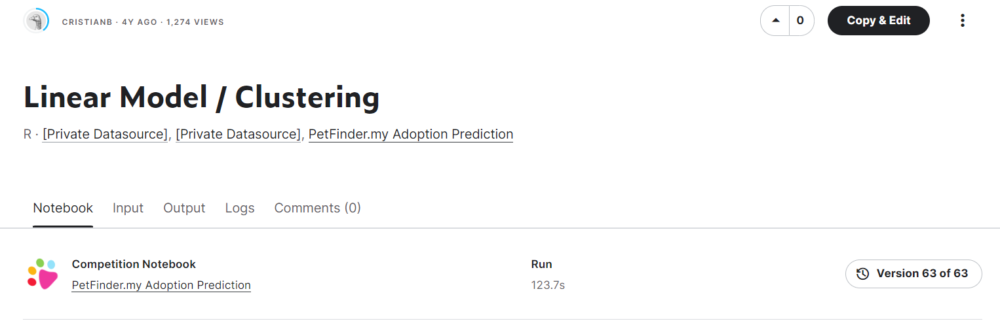 CRISTIANB · 4Y AGO · 1,274 VIEWS
0
Copy & Edit
Linear Model / Clustering
R · [Private Datasource], [Private Datasource], PetFinder.my Adoption Prediction
Notebook Input Output Logs Comments (0)
Competition Notebook
PetFinder.my Adoption Prediction
Run
123.7s
Version 63 of 63